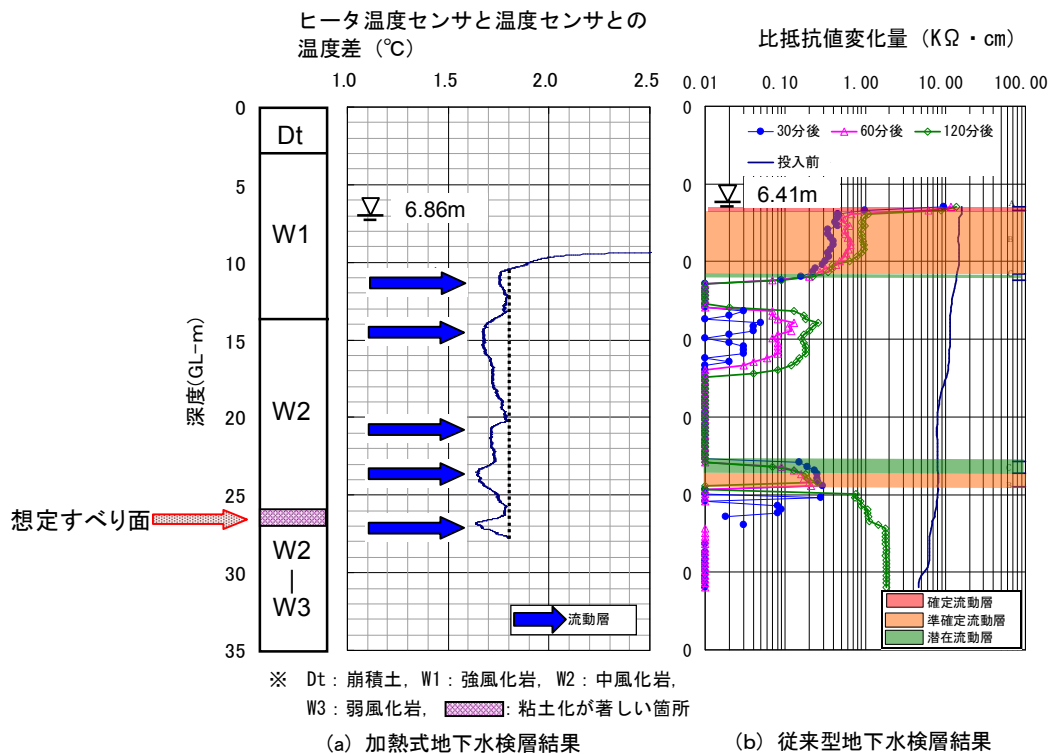 ヒータ温度センサと温度センサとの
温度差（℃）
1.0 1.5 2.0 2.5
0
5
10
15
20
25
30
35
深度(GL-m)
Dt
W1
W2
W2
|
W3
想定すべり面
6.86m
流動層
比抵抗値変化量（KΩ・cm）
0.01 0.10 1.00 10.00 100.00
0
0
0
0
0
0
0
0
30分後 60分後 120分後
投入前
6.41m
A
B
確定流動層
準確定流動層
潜在流動層
※ Dt：崩積土，W1：強風化岩，W2：中風化岩，
W3：弱風化岩， ：粘土化が著しい箇所
(a) 加熱式地下水検層結果
(b) 従来型地下水検層結果